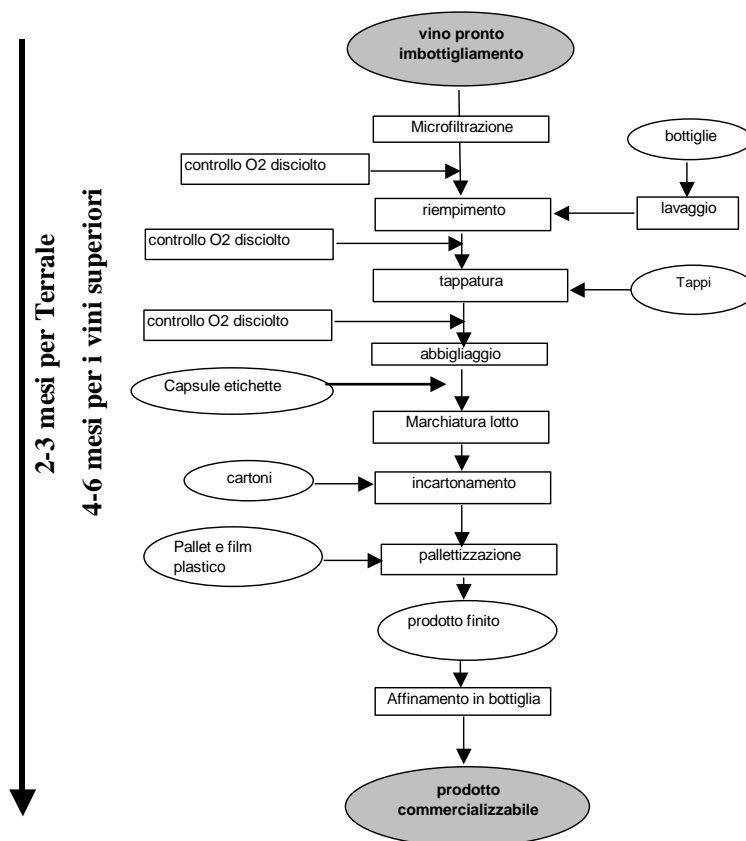 vino pronto
imbottigliamento
Microfiltrazione
bottiglie
controllo O2 disciolto
riempimento
lavaggio
controllo O2 disciolto
tappatura
Tappi
controllo O2 disciolto
abbigliaggio
Capsule etichette
Marchiatura lotto
cartoni
incartonamento
Pallet e film
plastico
pallettizzazione
prodotto finito
Affinamento in bottiglia
prodotto
commercializzabile
2-3 mesi per Terrale
4-6 mesi per i vini superiori